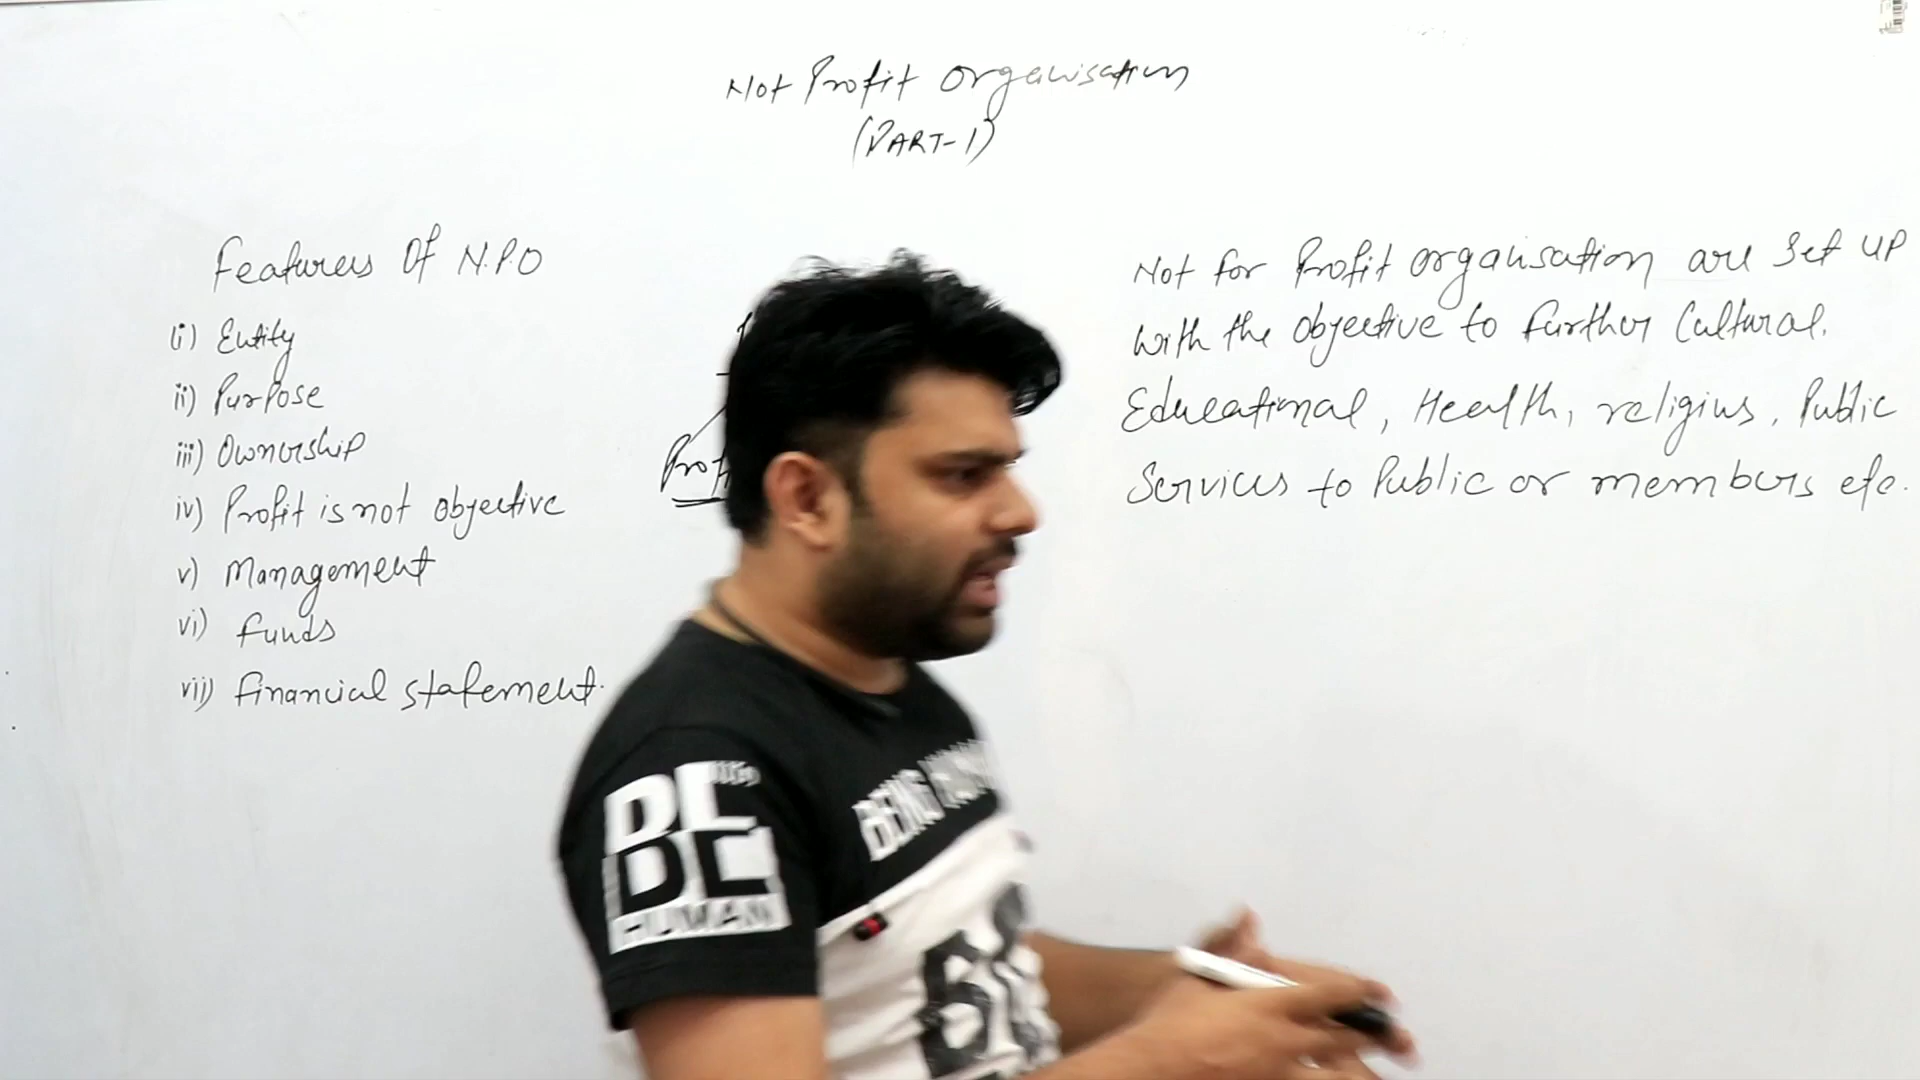 Not Profit Organisation
(PART-1)
Features Of N.P.O
(i) Entity
ii) Purpose
iii) Ownership
iv) Profit is not objective
v) Management
vi) Funds
vii) Financial statement.
Prof
Not for Profit organisation are set up
with the objective to further Cultural,
Educational, Health, religius, Public
Services to Public or members etc.
BEING
BE
HUMAN